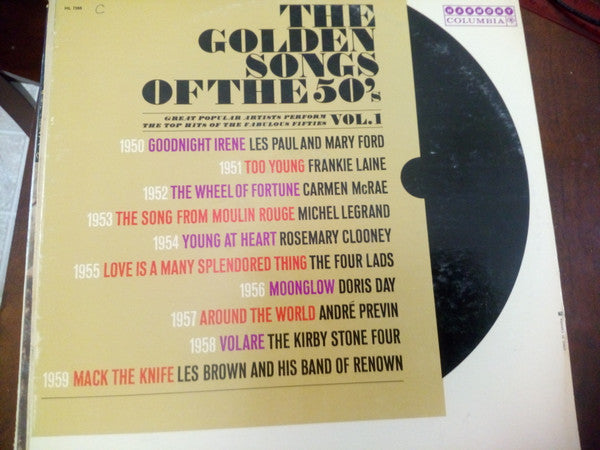 HL 7396
C
HARMONY
COLUMBIA
THE
GOLDEN
SONGS
OF THE 50's
GREAT POPULAR ARTISTS PERFORM
THE TOP HITS OF THE FABULOUS FIFTIES VOL. 1
1950 GOODNIGHT IRENE LES PAUL AND MARY FORD
1951 TOO YOUNG FRANKIE LAINE
1952 THE WHEEL OF FORTUNE CARMEN McRAE
1953 THE SONG FROM MOULIN ROUGE MICHEL LEGRAND
1954 YOUNG AT HEART ROSEMARY CLOONEY
1955 LOVE IS A MANY SPLENDORED THING THE FOUR LADS
1956 MOONGLOW DORIS DAY
1957 AROUND THE WORLD ANDRÉ PREVIN
1958 VOLARE THE KIRBY STONE FOUR
1959 MACK THE KNIFE LES BROWN AND HIS BAND OF RENOWN